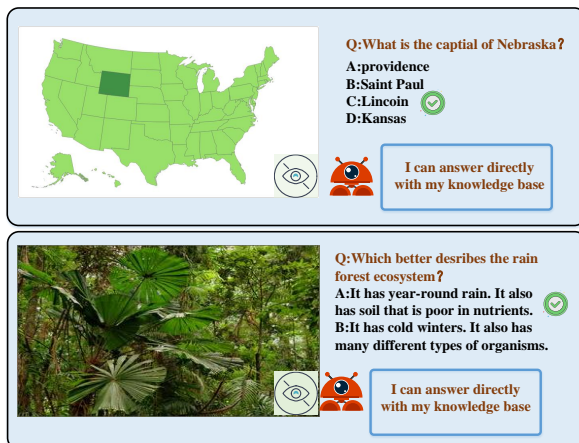 Q:What is the captial of Nebraska?
A:providence
B:Saint Paul
C:Lincoin
D:Kansas
I can answer directly
with my knowledge base
Q:Which better desribes the rain
forest ecosystem?
A:It has year-round rain. It also
has soil that is poor in nutrients.
B:It has cold winters. It also has
many different types of organisms.
I can answer directly
with my knowledge base